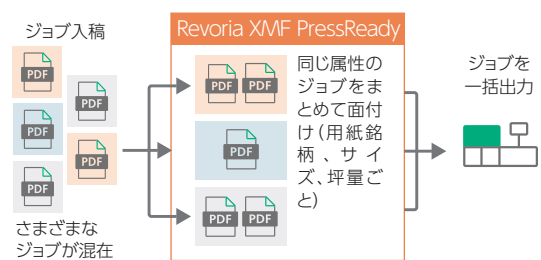 ジョブ入稿
PDF
PDF
PDF
PDF
PDF
さまざまな
ジョブが混在
Revoria XMF PressReady
PDF PDF
PDF
PDF PDF
同じ属性の
ジョブをま
とめて面付
け(用紙銘
柄、サイ
ズ、坪量ご
と)
ジョブを
一括出力